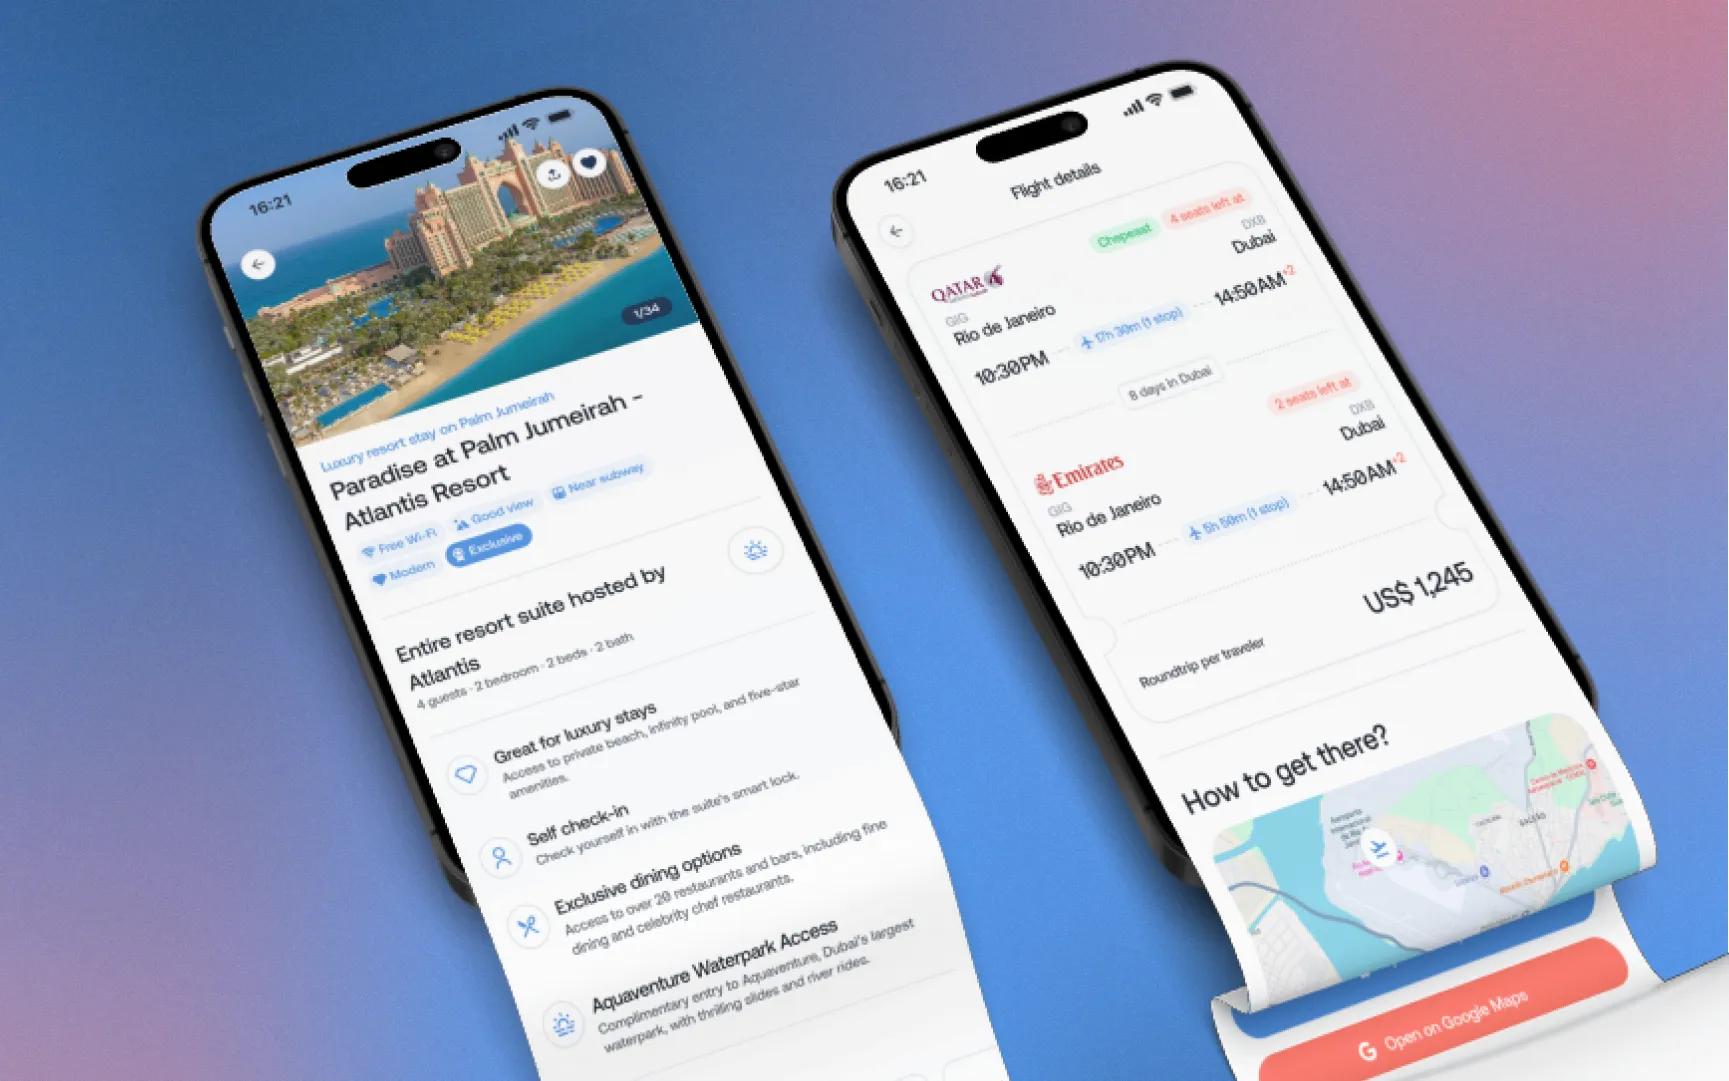 16:21
1/34
Luxury resort stay on Palm Jumeirah
Paradise at Palm Jumeirah -
Atlantis Resort
Free Wi-Fi
Good view
Near subway
Modern
Exclusive
Entire resort suite hosted by
Atlantis
4 guests · 2 bedroom · 2 beds · 2 bath
Great for luxury stays
Access to private beach, infinity pool, and five-star
amenities.
Self check-in
Check yourself in with the suite's smart lock.
Exclusive dining options
Access to over 20 restaurants and bars, including fine
dining and celebrity chef restaurants.
Aquaventure Waterpark Access
Complimentary entry to Aquaventure, Dubai's largest
waterpark, with thrilling slides and river rides.
16:21
Flight details
Chepeast
4 seats left at
QATAR
GIG
DXB
Rio de Janeiro
Dubai
10:30PM
17h 30m (1 stop)
14:50AM+2
8 days in Dubai
2 seats left at
Emirates
GIG
DXB
Rio de Janeiro
Dubai
10:30PM
5h 50m (1 stop)
14:50AM+2
US$ 1,245
Roundtrip per traveler
How to get there?
Aeroporto
G Open on Google Maps